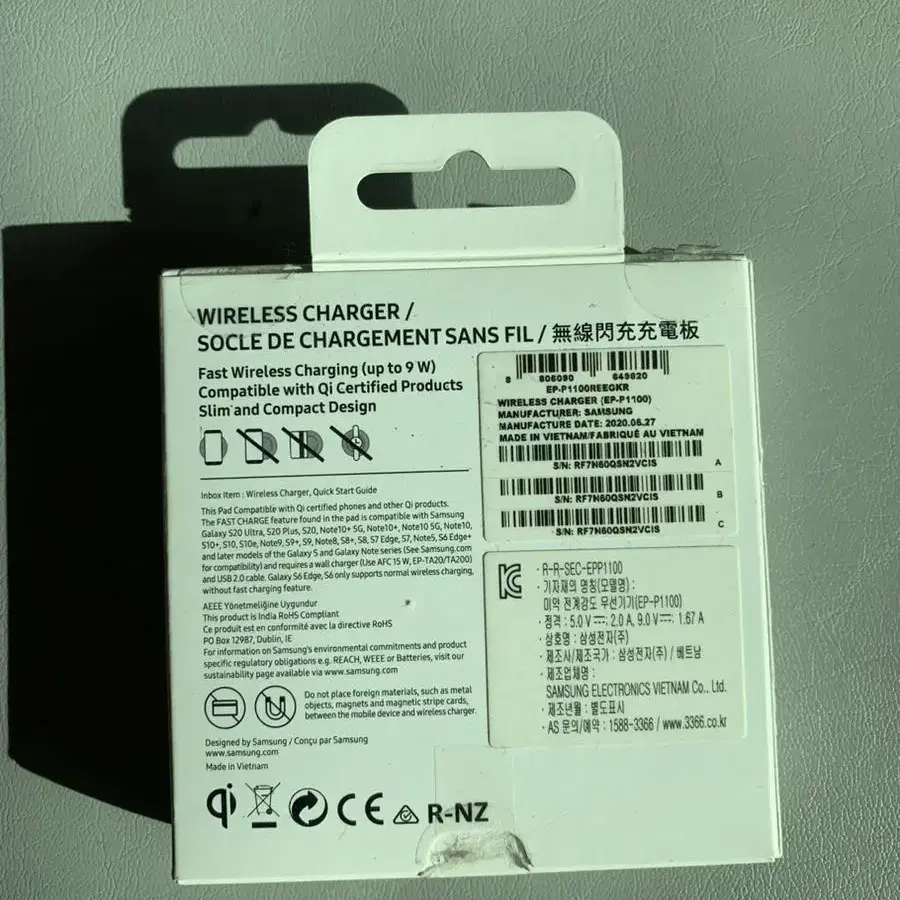 WIRELESS CHARGER /
SOCLE DE CHARGEMENT SANS FIL / 無線閃充充電板
Fast Wireless Charging (up to 9 W)
Compatible with Qi Certified Products
Slim and Compact Design
Inbox Item : Wireless Charger, Quick Start Guide
This Pad Compatible with Qi certified phones and other Qi products.
The FAST CHARGE feature found in the pad is compatible with Samsung
Galaxy S20 Ultra, S20 Plus, S20, Note10+ 5G, Note10+, Note10 5G, Note10,
S10+, S10, S10e, Note9, S9+, S9, Note8, S8+, S8, S7 Edge, S7, Note5, S6 Edge+
and later models of the Galaxy S and Galaxy Note series (See Samsung.com
for compatibility) and requires a wall charger (Use AFC 15 W, EP-TA20/TA200)
and USB 2.0 cable. Galaxy S6 Edge, S6 only supports normal wireless charging,
without fast charging feature.
AEEE Yönetmeliğine Uygundur
This product is India RoHS Compliant
Ce produit est en conformité avec la directive RoHS
PO Box 12987, Dublin, IE
For information on Samsung's environmental commitments and product
specific regulatory obligations e.g. REACH, WEEE or Batteries, visit our
sustainability page available via www.samsung.com
Do not place foreign materials, such as metal
objects, magnets and magnetic stripe cards,
between the mobile device and wireless charger.
Designed by Samsung / Conçu par Samsung
www.samsung.com
Made in Vietnam
qi CE R-NZ
8 806090 649820
EP-P1100REEGKR
WIRELESS CHARGER (EP-P1100)
MANUFACTURER: SAMSUNG
MANUFACTURE DATE: 2020.06.27
MADE IN VIETNAM/FABRIQUÉ AU VIETNAM
S/N: RF7N60QSN2VCIS A
S/N: RF7N60QSN2VCIS B
S/N: RF7N60QSN2VCIS C
· R-R-SEC-EPP1100
· 기자재의 명칭(모델명) :
미약 전계강도 무선기기(EP-P1100)
· 정격 : 5.0 V ⎓; 2.0 A, 9.0 V ⎓; 1.67 A
· 상호명 : 삼성전자(주)
· 제조사/제조국가 : 삼성전자(주) / 베트남
· 제조업체명 :
SAMSUNG ELECTRONICS VIETNAM Co., Ltd.
· 제조년월 : 별도표시
· AS 문의/예약 : 1588-3366 / www.3366.co.kr